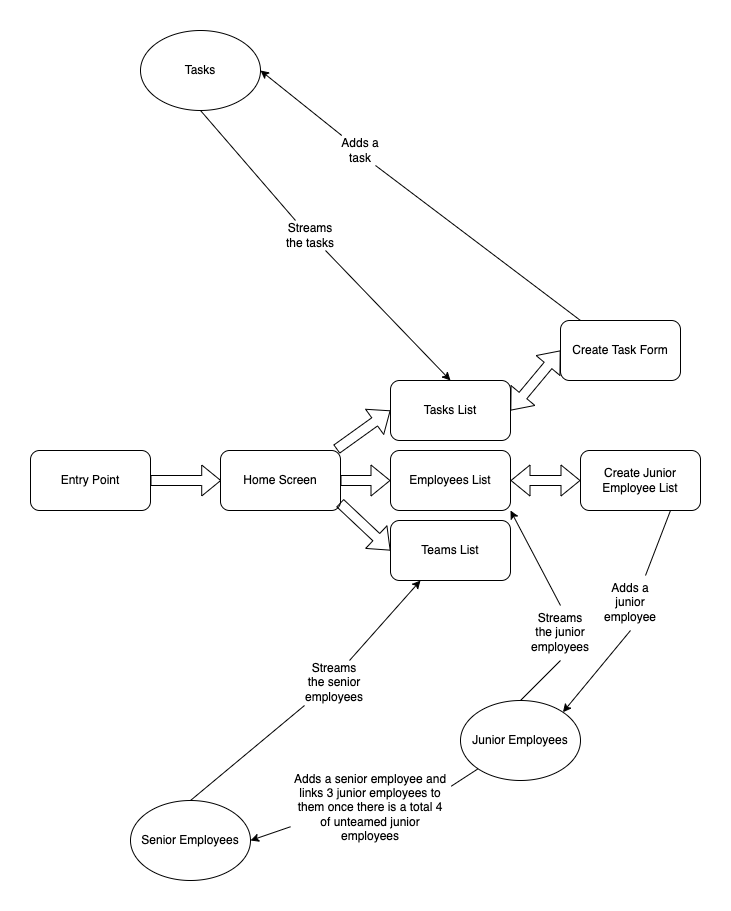 Tasks
Adds a
task
Streams
the tasks
Create Task Form
Tasks List
Entry Point
Home Screen
Employees List
Create Junior
Employee List
Teams List
Adds a
junior
employee
Streams
the junior
employees
Streams
the senior
employees
Junior Employees
Adds a senior employee and
links 3 junior employees to
them once there is a total 4
of unteamed junior
employees
Senior Employees